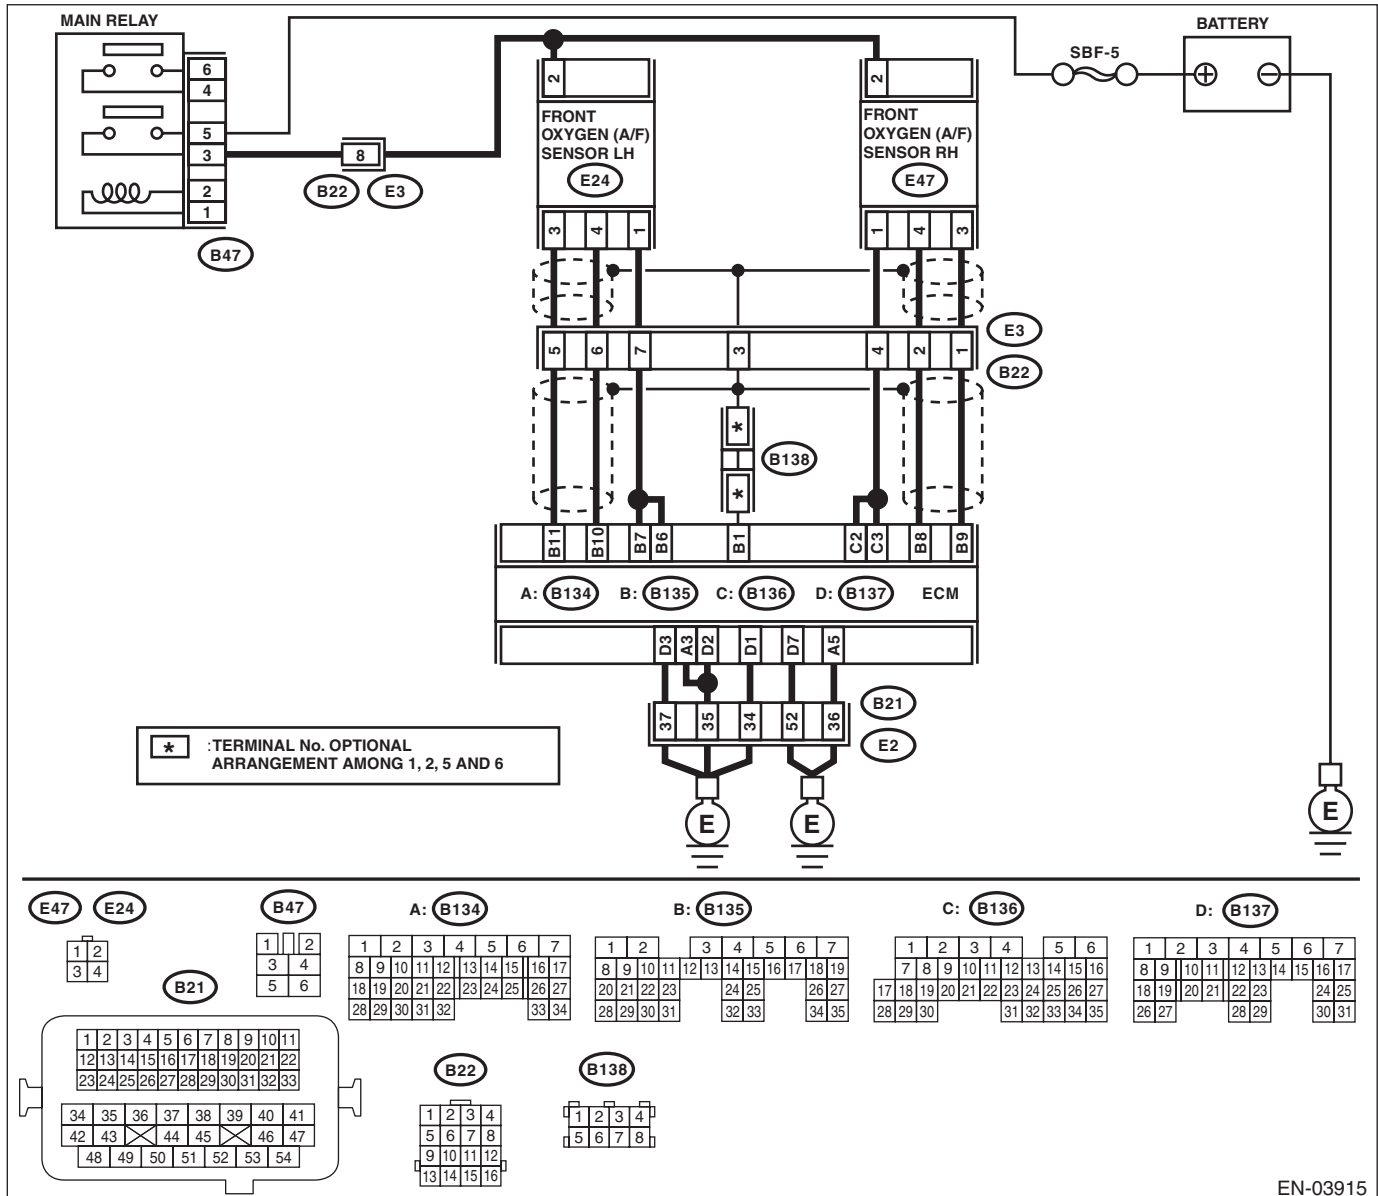 MAIN RELAY
BATTERY
SBF-5
6
4
5
3
2
1
B47
8
B22 E3
2
FRONT
OXYGEN (A/F)
SENSOR LH
E24
3 4 1
2
FRONT
OXYGEN (A/F)
SENSOR RH
E47
1 4 3
E3
5 6 7 3 4 2 1
B22
*
B138
*
B11 B10 B7 B6 B1 C2 C3 B8 B9
A: B134 B: B135 C: B136 D: B137 ECM
D3 A3 D2 D1 D7 A5
B21
37 35 34 52 36
E2
* :TERMINAL No. OPTIONAL
ARRANGEMENT AMONG 1, 2, 5 AND 6
E E E
E47 E24
1 2
3 4
B47
1 2
3 4
5 6
A: B134
1 2 3 4 5 6 7
8 9 10 11 12 13 14 15 16 17
18 19 20 21 22 23 24 25 26 27
28 29 30 31 32 33 34
B: B135
1 2 3 4 5 6 7
8 9 10 11 12 13 14 15 16 17 18 19
20 21 22 23 24 25 26 27
28 29 30 31 32 33 34 35
C: B136
1 2 3 4 5 6
7 8 9 10 11 12 13 14 15 16
17 18 19 20 21 22 23 24 25 26 27
28 29 30 31 32 33 34 35
D: B137
1 2 3 4 5 6 7
8 9 10 11 12 13 14 15 16 17
18 19 20 21 22 23 24 25
26 27 28 29 30 31
B21
1 2 3 4 5 6 7 8 9 10 11
12 13 14 15 16 17 18 19 20 21 22
23 24 25 26 27 28 29 30 31 32 33
34 35 36 37 38 39 40 41
42 43 44 45 46 47
48 49 50 51 52 53 54
B22
1 2 3 4
5 6 7 8
9 10 11 12
13 14 15 16
B138
1 2 3 4
5 6 7 8
EN-03915